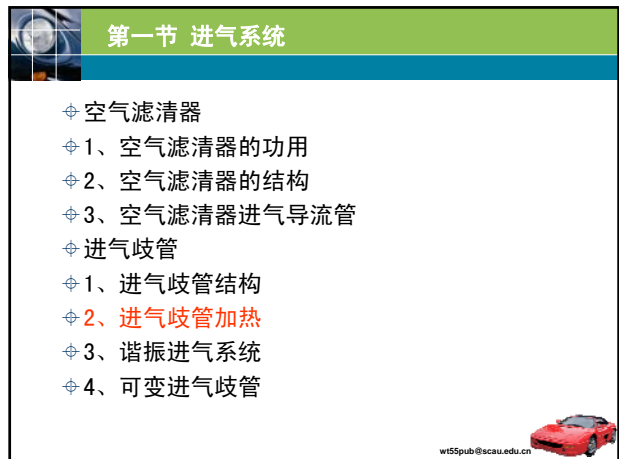 第一节 进气系统
空气滤清器
1、空气滤清器的功用
2、空气滤清器的结构
3、空气滤清器进气导流管
进气歧管
1、进气歧管结构
2、进气歧管加热
3、谐振进气系统
4、可变进气歧管
wt55pub@scau.edu.cn